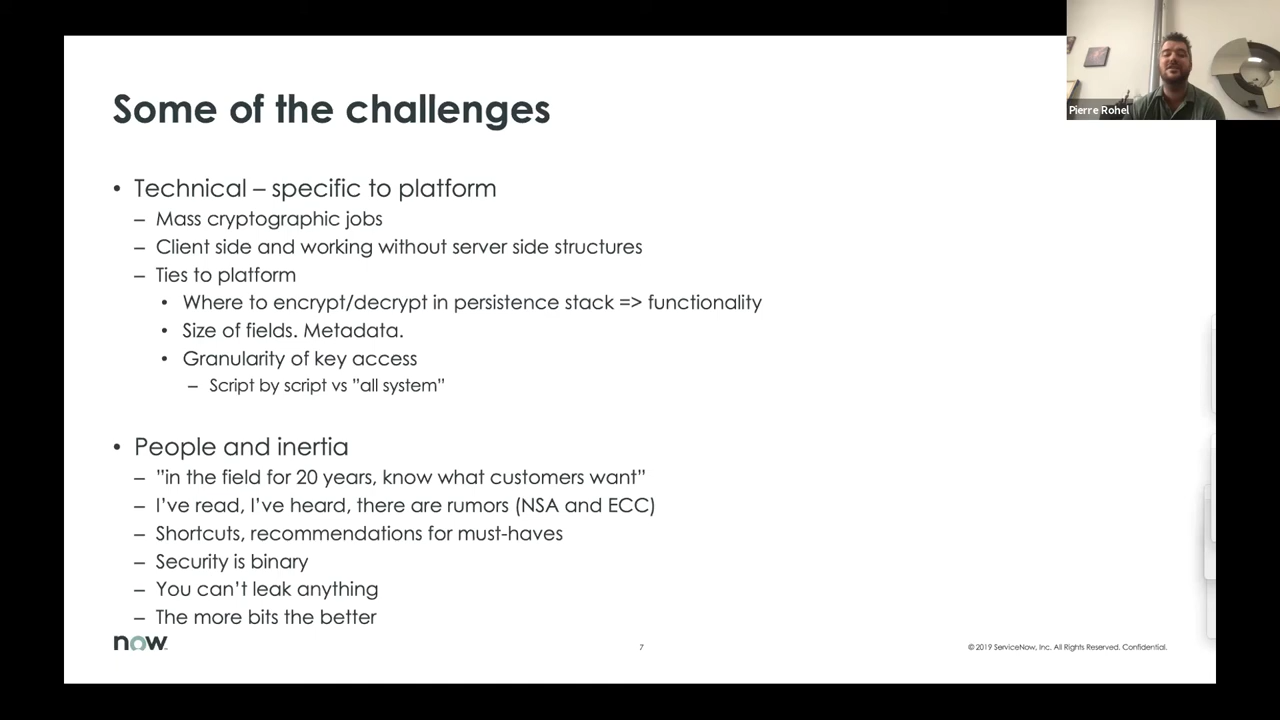 Some of the challenges
Pierre Rohel
• Technical – specific to platform
– Mass cryptographic jobs
– Client side and working without server side structures
– Ties to platform
• Where to encrypt/decrypt in persistence stack => functionality
• Size of fields. Metadata.
• Granularity of key access
– Script by script vs ”all system”
• People and inertia
– ”in the field for 20 years, know what customers want”
– I’ve read, I’ve heard, there are rumors (NSA and ECC)
– Shortcuts, recommendations for must-haves
– Security is binary
– You can’t leak anything
– The more bits the better
now
7
© 2019 ServiceNow, Inc. All Rights Reserved. Confidential.